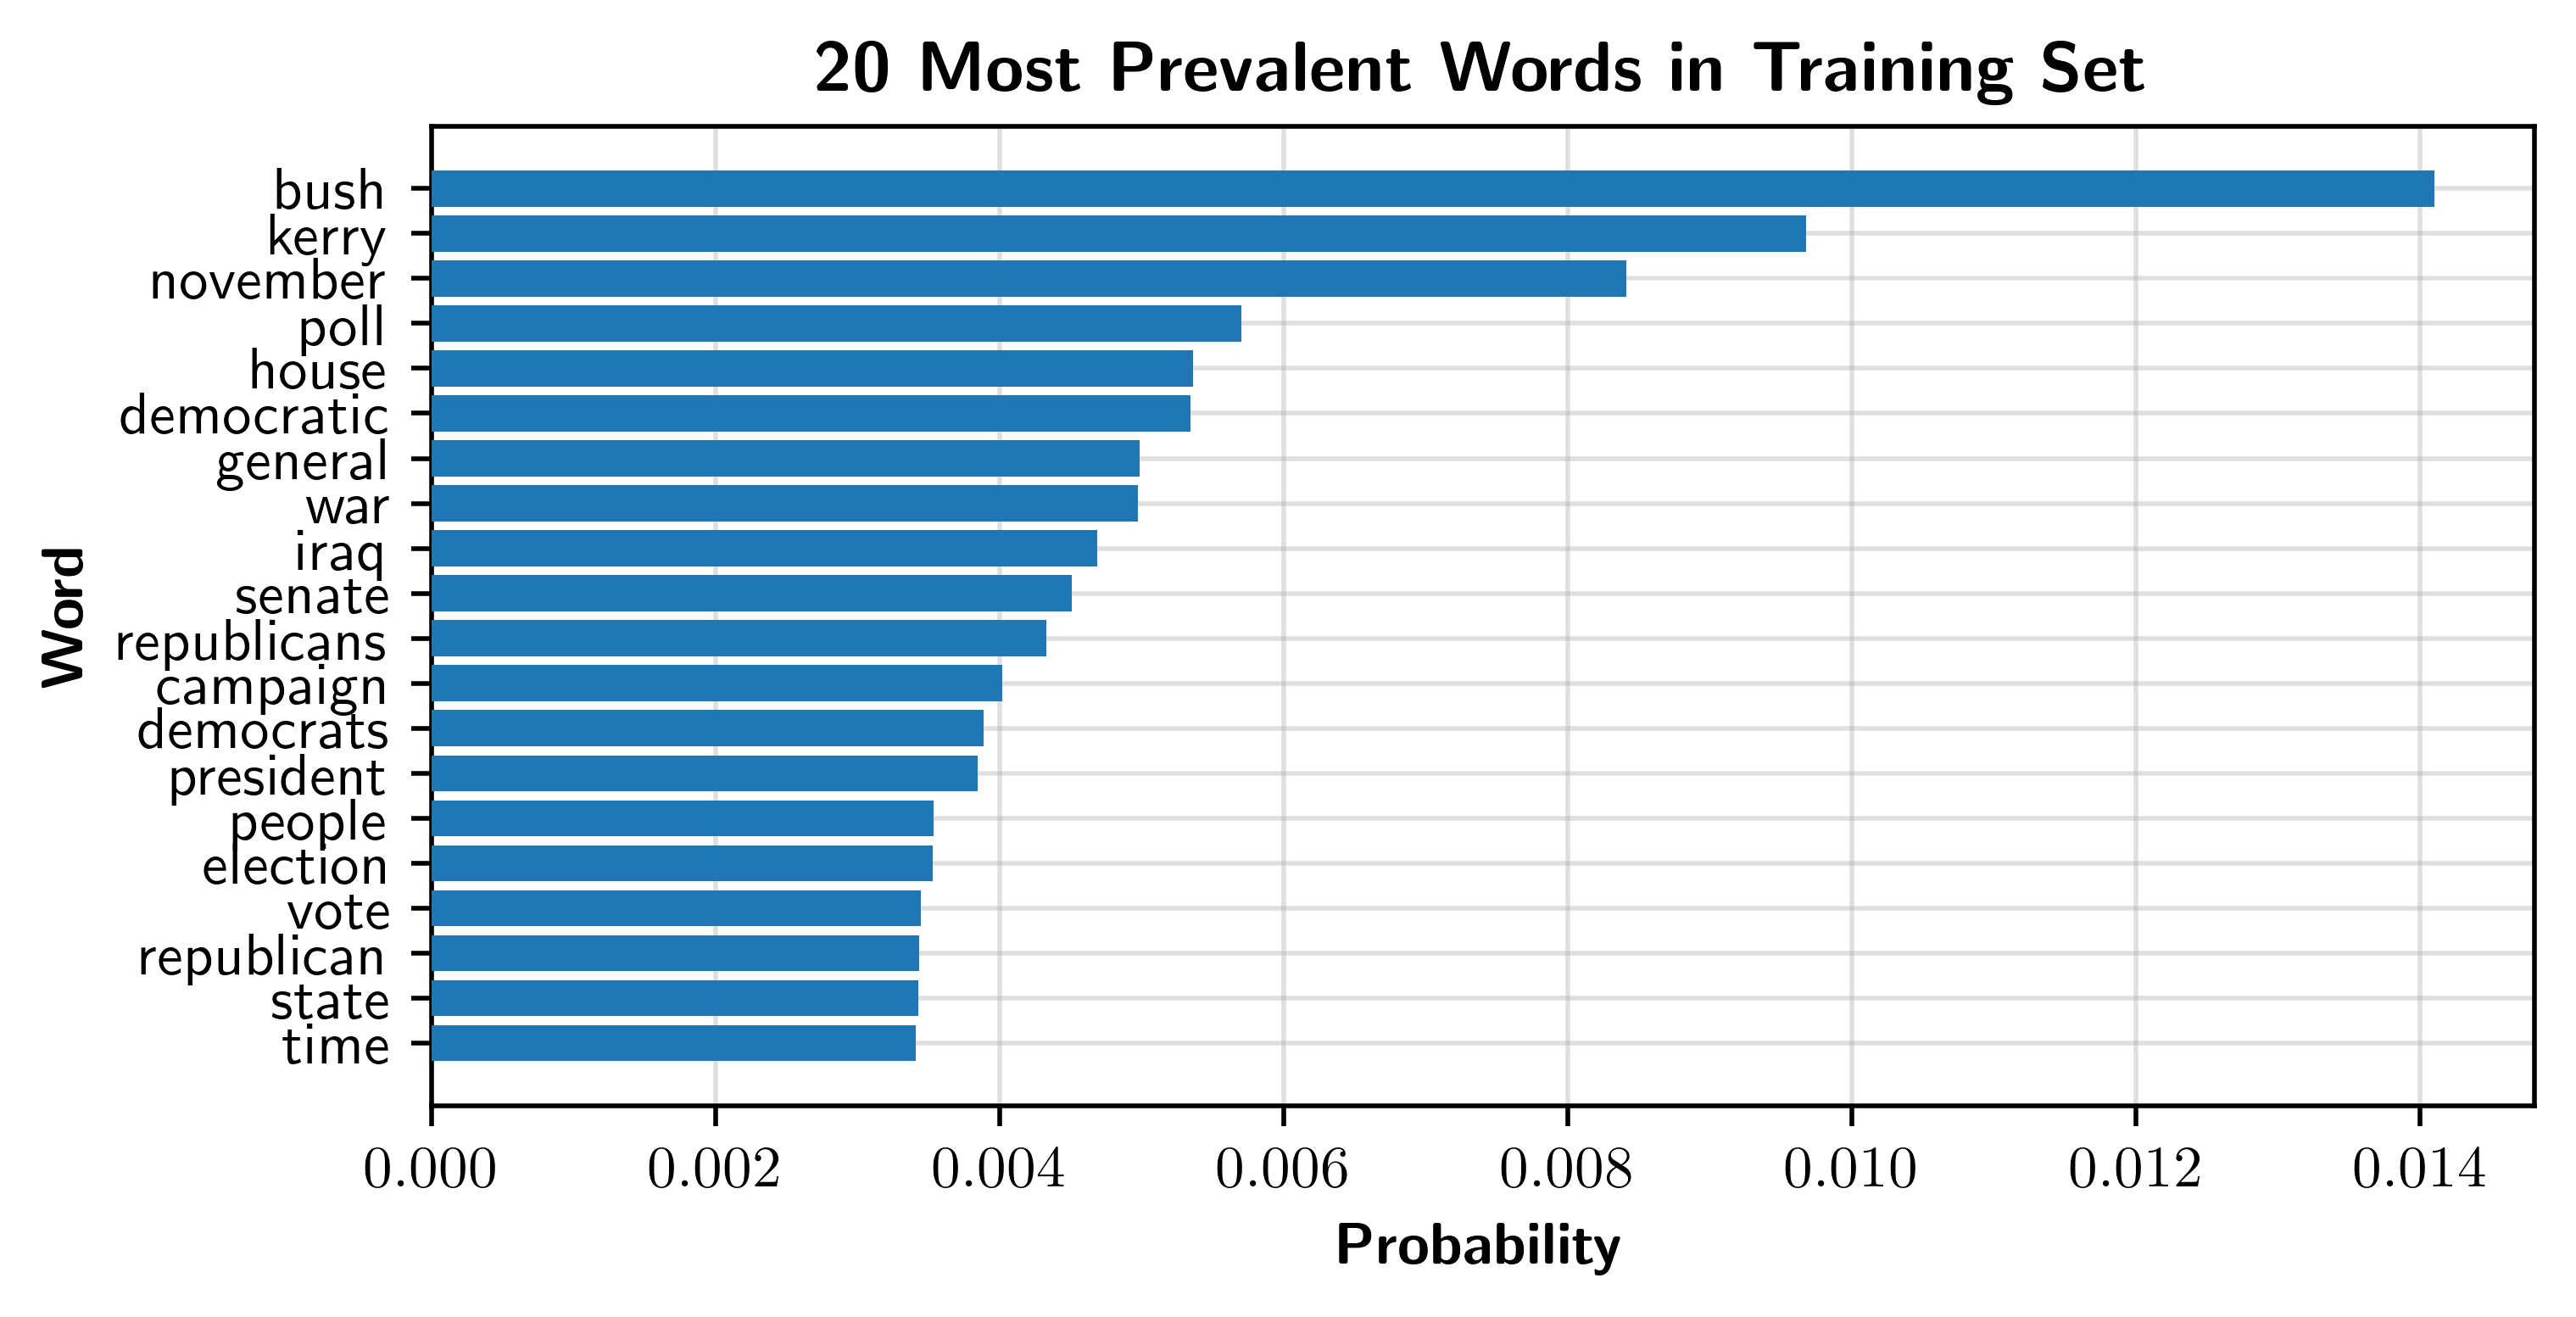 20 Most Prevalent Words in Training Set
Word
bush
kerry
november
poll
house
democratic
general
war
iraq
senate
republicans
campaign
democrats
president
people
election
vote
republican
state
time
0.000 0.002 0.004 0.006 0.008 0.010 0.012 0.014
Probability